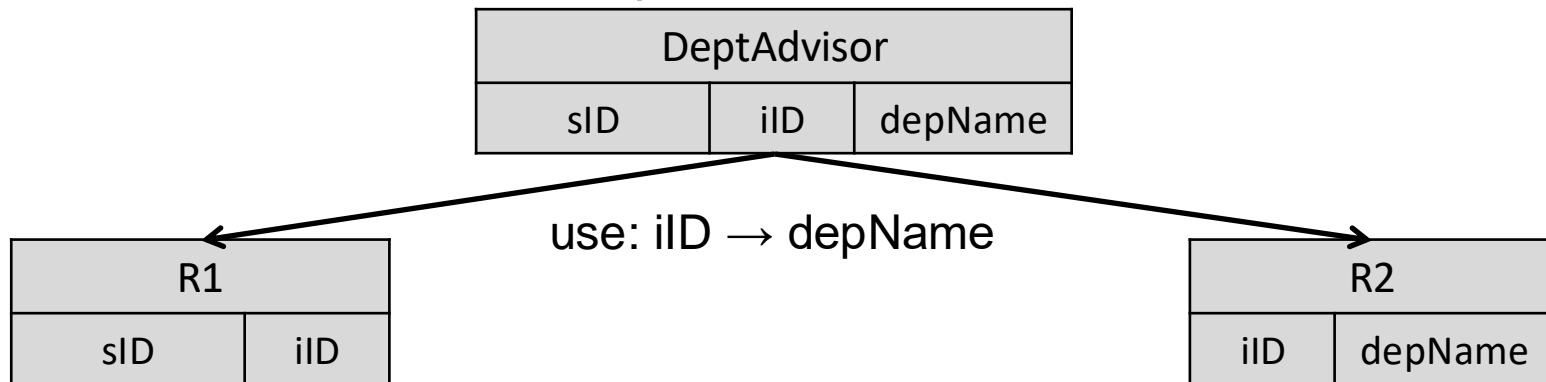 DeptAdvisor
sID iID depName
use: iID → depName
R1 R2
sID iID iID depName